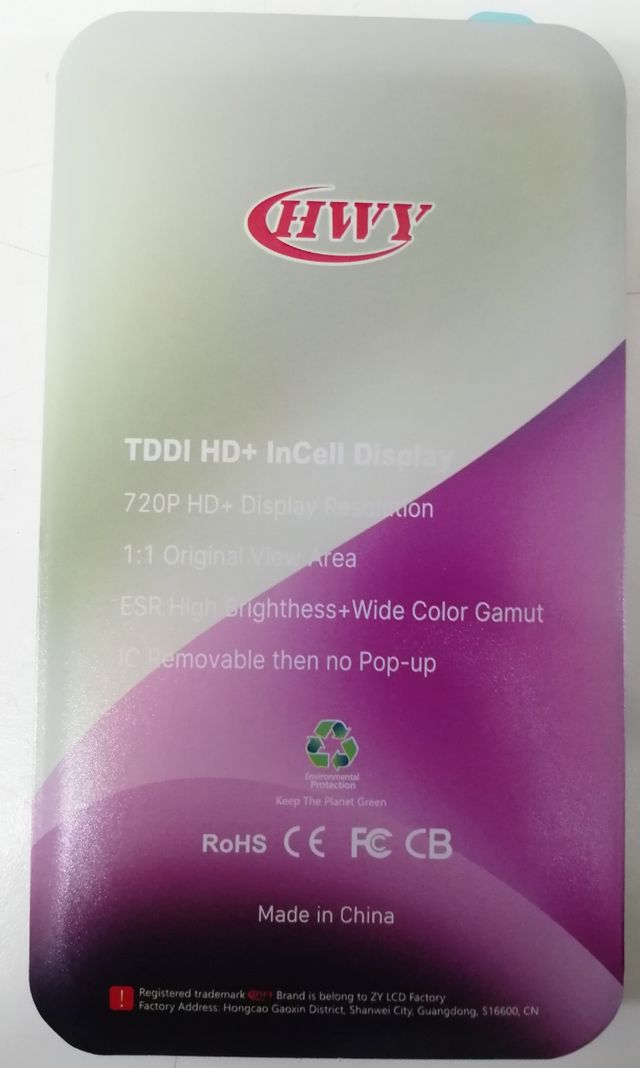 HWY
TDDI HD+ InCell Display
720P HD+ Display Resolution
1:1 Original View Area
ESR High Brighthess+Wide Color Gamut
IC Removable then no Pop-up
Environmental
Protection
Keep The Planet Green
RoHS CE FC CB
Made in China
! Registered trademark HWY Brand is belong to ZY LCD Factory
Factory Address: Hongcao Gaoxin District, Shanwei City, Guangdong, 516600, CN